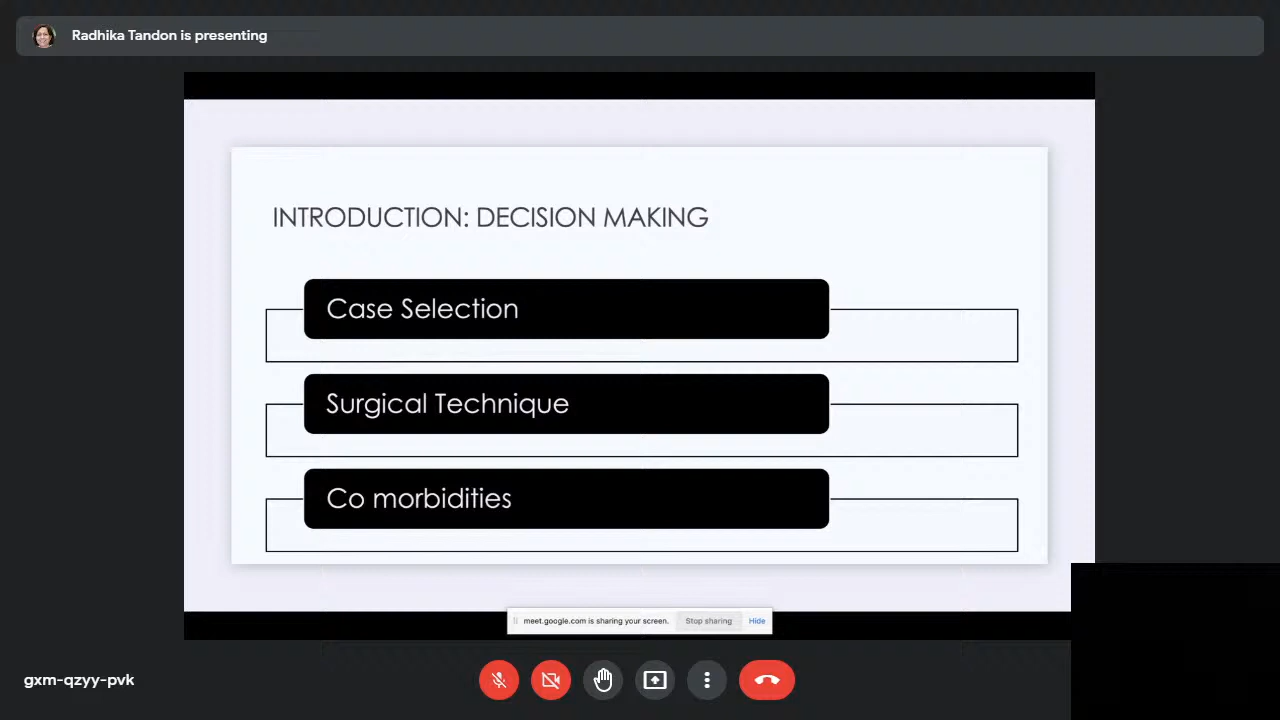 Radhika Tandon is presenting
INTRODUCTION: DECISION MAKING
Case Selection
Surgical Technique
Co morbidities
meet.google.com is sharing your screen. Stop sharing Hide
gxm-qzyy-pvk